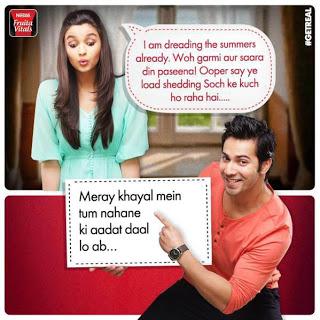 NESTLE
Fruita
Vitals
#GETREAL
I am dreading the summers
already. Woh garmi aur saara
din paseena! Ooper say ye
load shedding Soch ke kuch
ho raha hai.....
Meray khayal mein
tum nahane
ki aadat daal
lo ab...